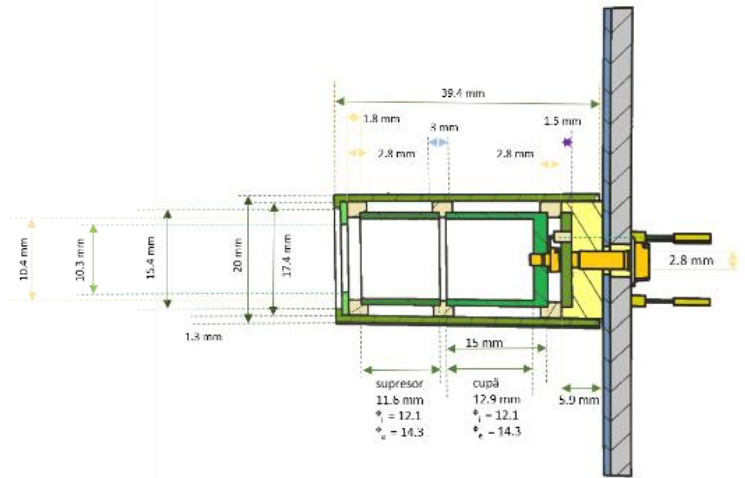 39.4 mm
1.8 mm
3 mm
1.5 mm
2.8 mm
2.8 mm
10.4 mm
10.3 mm
15.4 mm
20 mm
17.4 mm
2.8 mm
1.3 mm
15 mm
supresor
11.6 mm
ϕi = 12.1
ϕe = 14.3
cupă
12.9 mm
ϕi = 12.1
ϕe = 14.3
5.9 mm